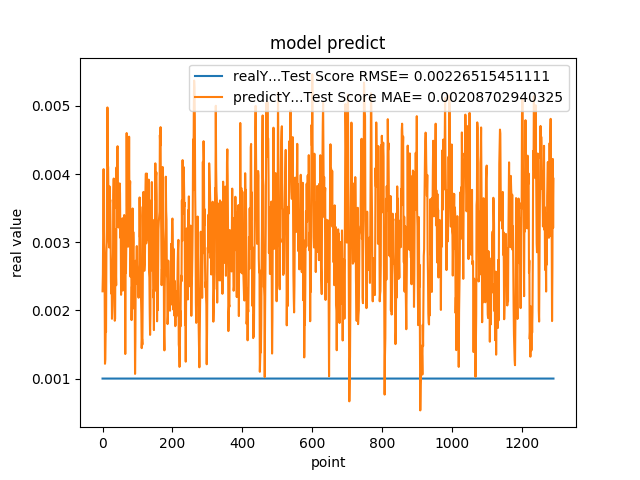 model predict
realY...Test Score RMSE= 0.00226515451111
predictY...Test Score MAE= 0.00208702940325
0.005
0.004
0.003
0.002
0.001
real value
0 200 400 600 800 1000 1200
point